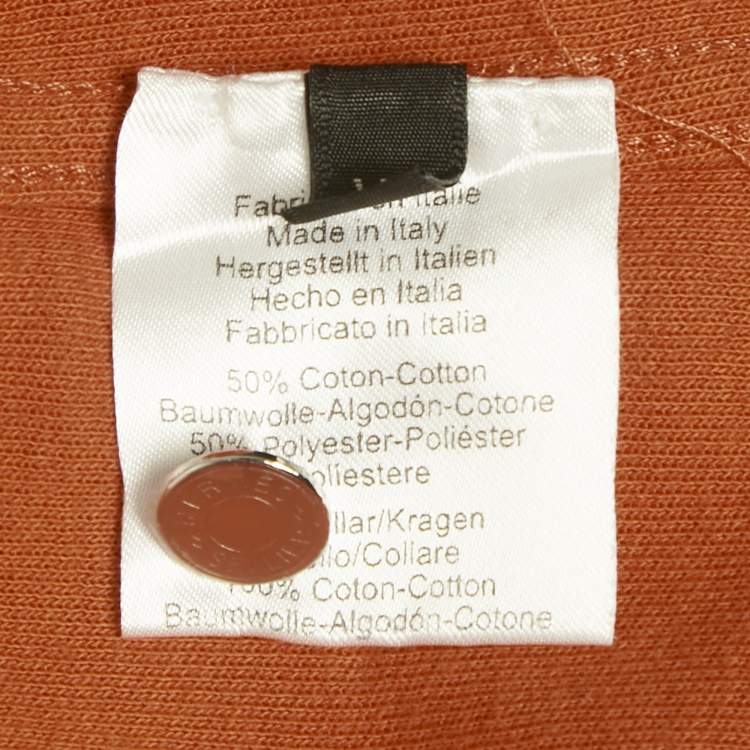 Made in Italy
Hergestellt in Italien
Hecho en Italia
Fabbricato in Italia
50% Coton-Cotton
Baumwolle-Algodón-Cotone
50% Polyester-Poliéster
oliestere
llar/Kragen
llo/Collare
100% Coton-Cotton
Baumwolle-Algodón-Cotone